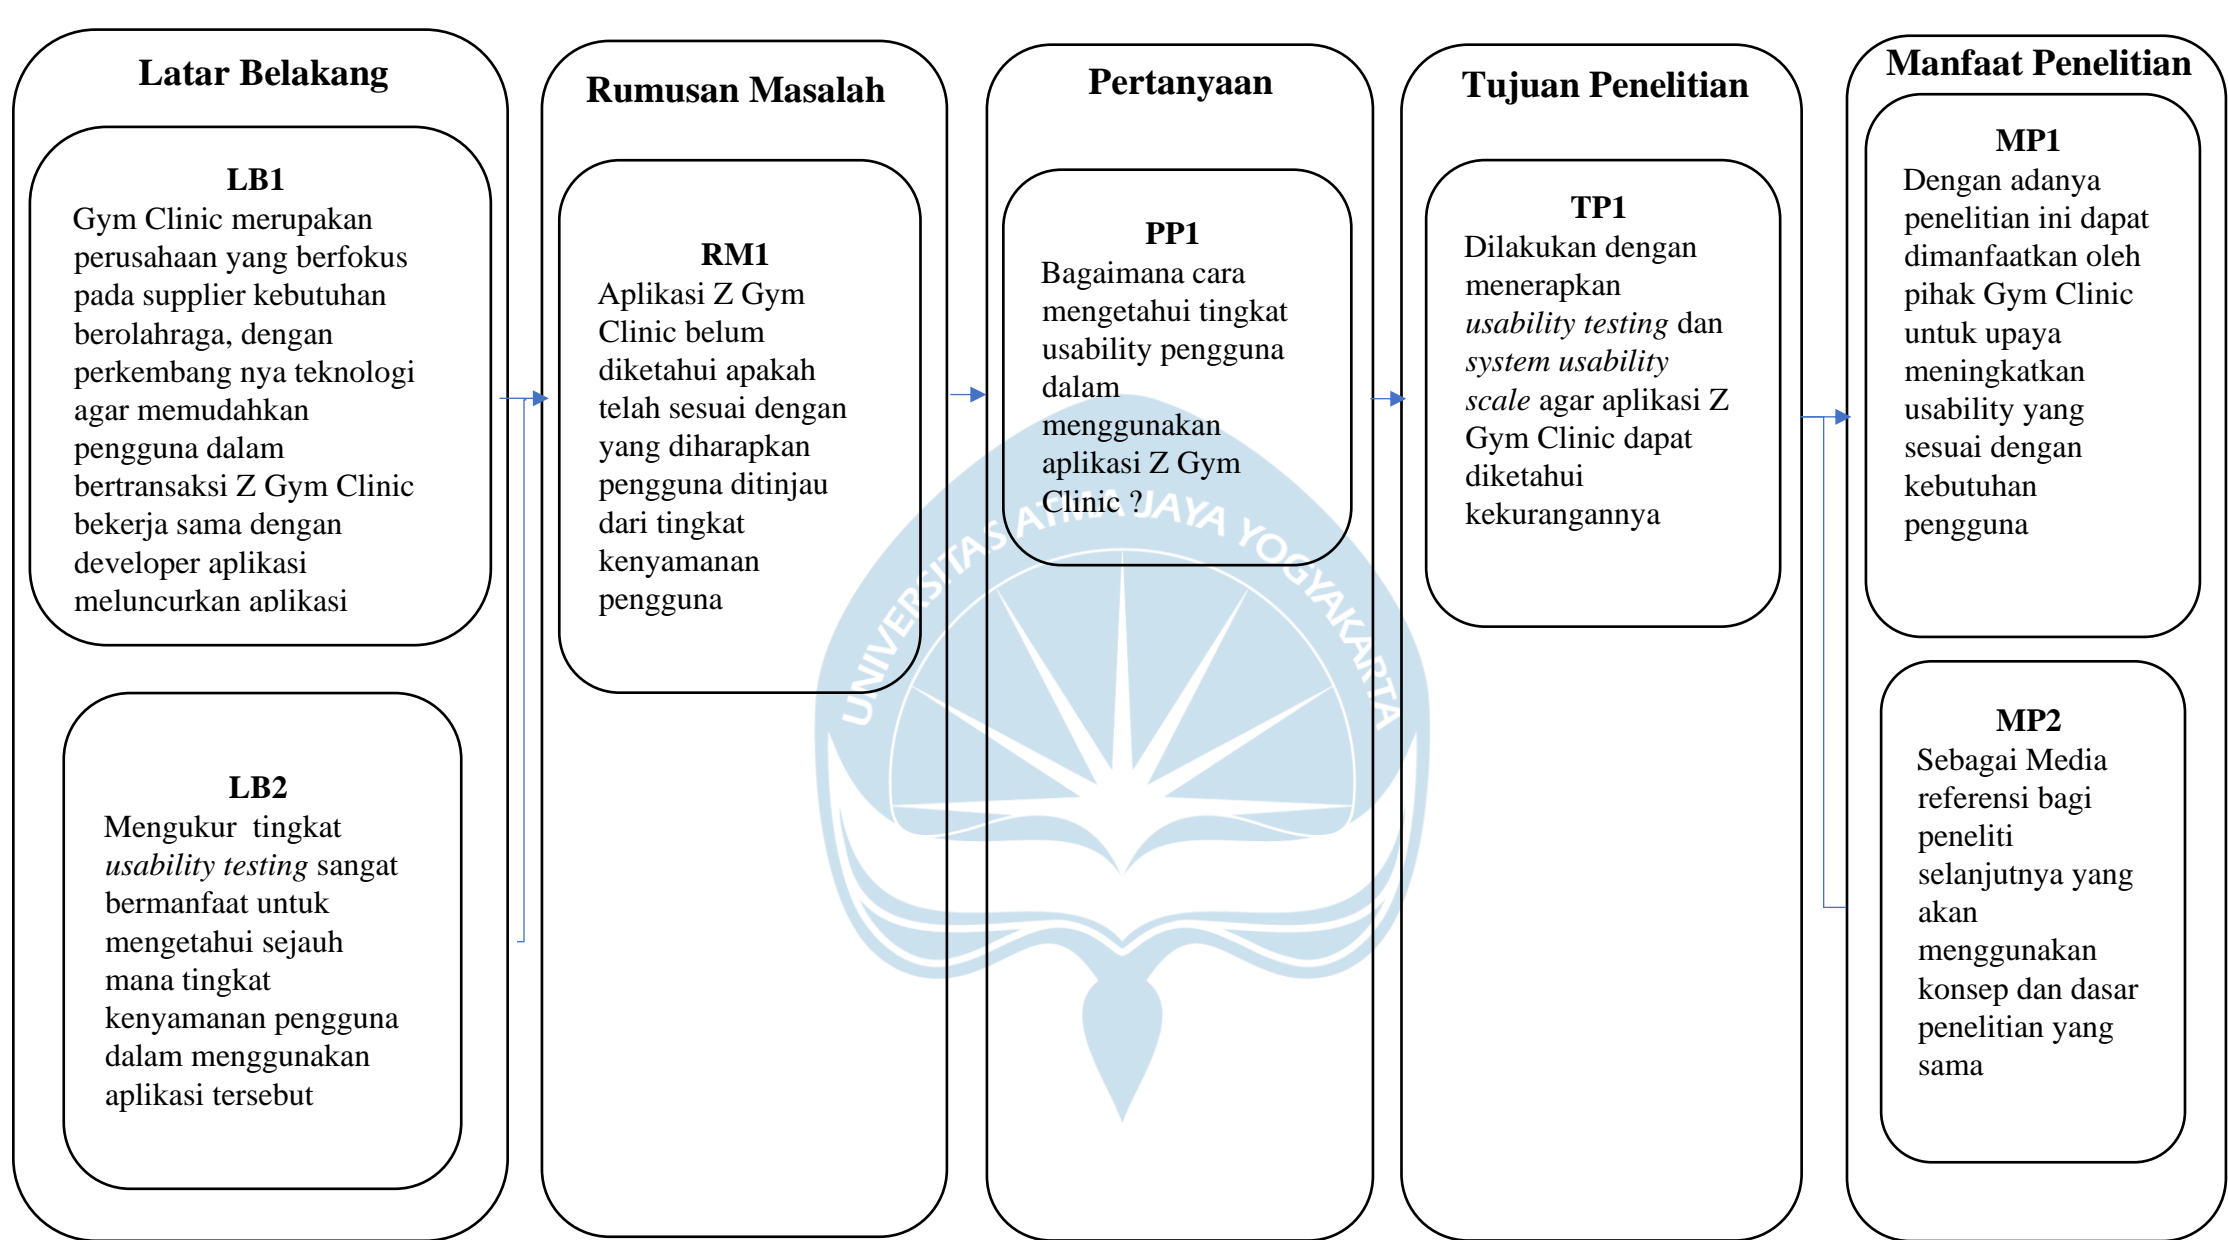 Latar Belakang
LB1
Gym Clinic merupakan
perusahaan yang berfokus
pada supplier kebutuhan
berolahraga, dengan
perkembang nya teknologi
agar memudahkan
pengguna dalam
bertransaksi Z Gym Clinic
bekerja sama dengan
developer aplikasi
meluncurkan aplikasi
LB2
Mengukur  tingkat
usability testing sangat
bermanfaat untuk
mengetahui sejauh
mana tingkat
kenyamanan pengguna
dalam menggunakan
aplikasi tersebut
Rumusan Masalah
RM1
Aplikasi Z Gym
Clinic belum
diketahui apakah
telah sesuai dengan
yang diharapkan
pengguna ditinjau
dari tingkat
kenyamanan
pengguna
Pertanyaan
PP1
Bagaimana cara
mengetahui tingkat
usability pengguna
dalam
menggunakan
aplikasi Z Gym
Clinic ?
Tujuan Penelitian
TP1
Dilakukan dengan
menerapkan
usability testing dan
system usability
scale agar aplikasi Z
Gym Clinic dapat
diketahui
kekurangannya
Manfaat Penelitian
MP1
Dengan adanya
penelitian ini dapat
dimanfaatkan oleh
pihak Gym Clinic
untuk upaya
meningkatkan
usability yang
sesuai dengan
kebutuhan
pengguna
MP2
Sebagai Media
referensi bagi
peneliti
selanjutnya yang
akan
menggunakan
konsep dan dasar
penelitian yang
sama
UNIVERSITAS ATMA JAYA YOGYAKARTA